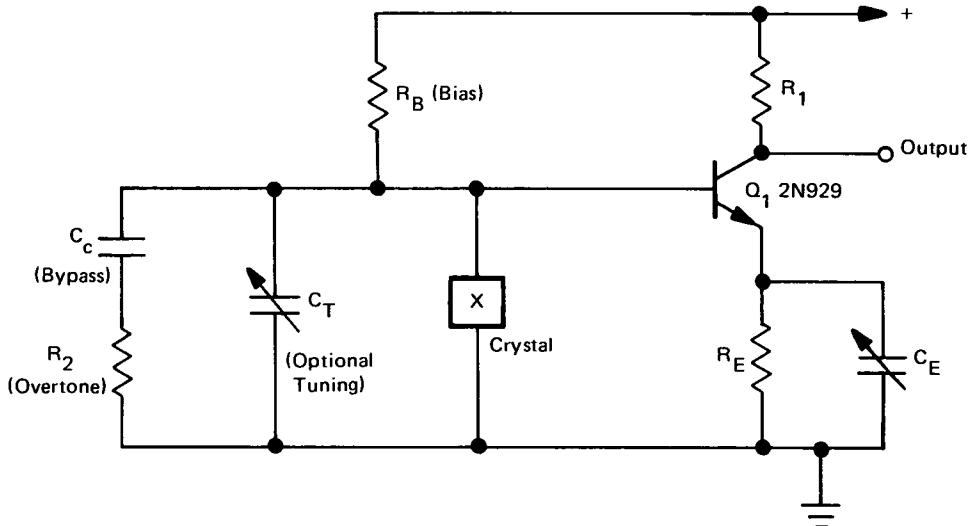 +
R_B (Bias)
R_1
Output
Q_1 2N929
C_c
(Bypass)
C_T
X
Crystal
R_2
(Overtone)
(Optional
Tuning)
R_E
C_E